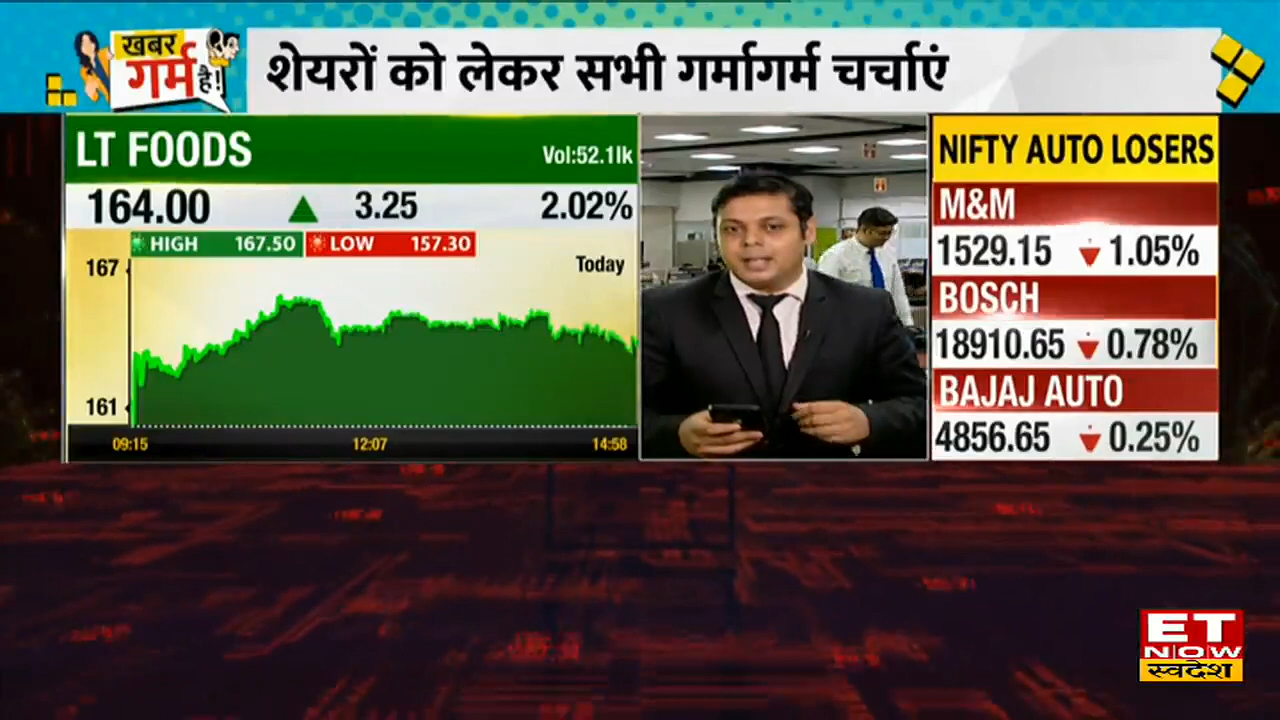 खबर
गर्म है!
शेयरों को लेकर सभी गर्मागर्म चर्चाएं
LT FOODS
Vol:52.1lk
164.00 ▲ 3.25 2.02%
HIGH 167.50 LOW 157.30
Today
167
161
09:15 12:07 14:58
NIFTY AUTO LOSERS
M&M
1529.15 ▼ 1.05%
BOSCH
18910.65 ▼ 0.78%
BAJAJ AUTO
4856.65 ▼ 0.25%
ET
NOW
स्वदेश